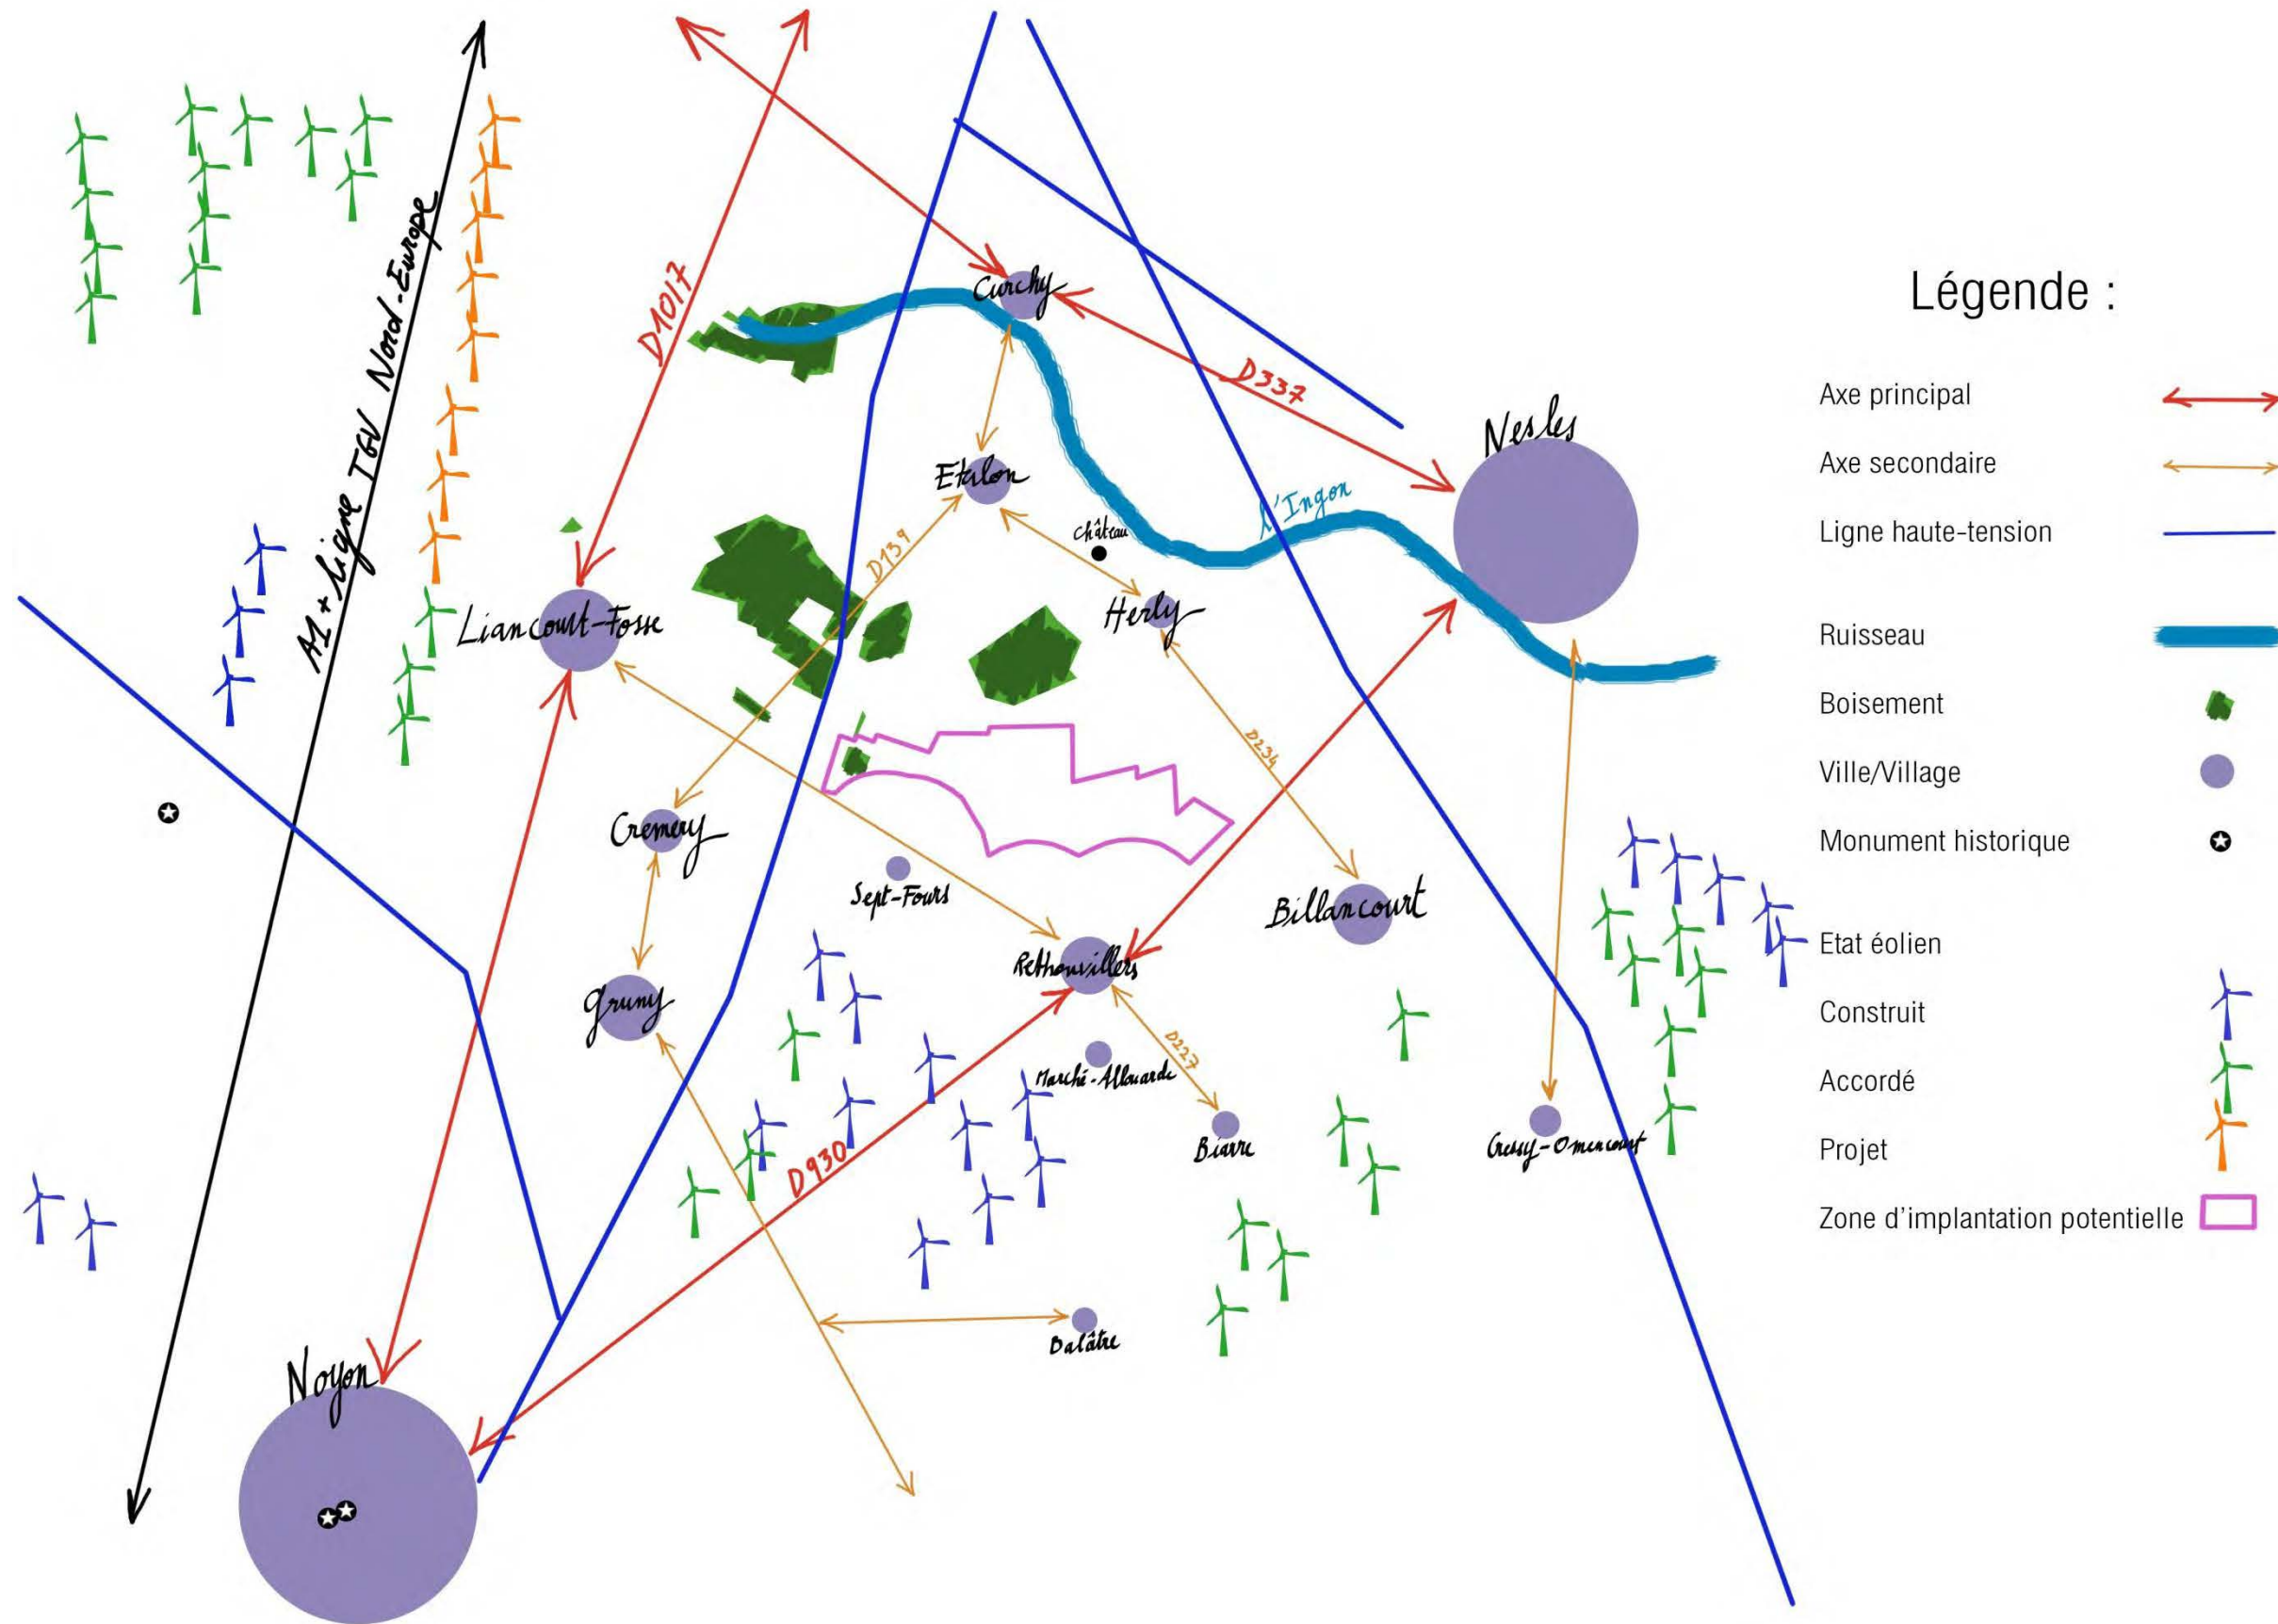 A1 + Ligne TGV Nord-Europe
D1017
Curchy
D337
Nesles
Etalon
l'Ingon
Château
D139
Herly
Liancourt-Fosse
D234
Cremery
Sept-Fours
Billancourt
Rethonvillers
Gruny
D227
Marché-Allouarde
Biarre
Cressy-Omencourt
D930
Balâtre
Noyon
Légende :
Axe principal
Axe secondaire
Ligne haute-tension
Ruisseau
Boisement
Ville/Village
Monument historique
Etat éolien
Construit
Accordé
Projet
Zone d'implantation potentielle